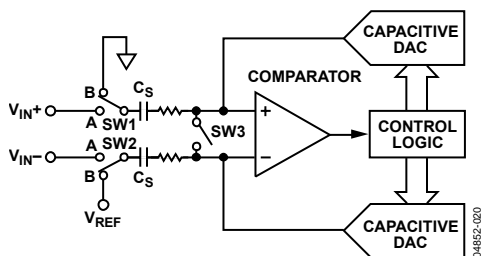 CAPACITIVE
DAC
COMPARATOR
B
CS
VIN+
A
SW1
+
SW3
CONTROL
LOGIC
VIN–
A
SW2
–
B
CS
VREF
CAPACITIVE
DAC
04852-020